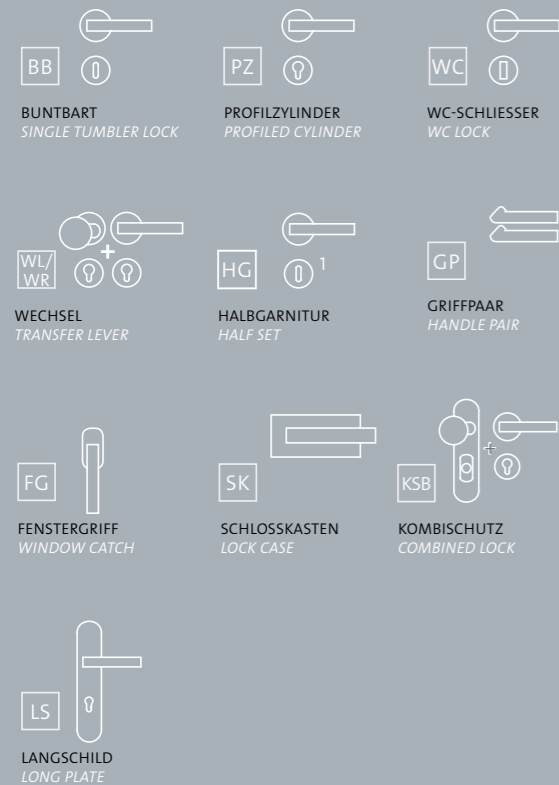 BB
BUNTBART
SINGLE TUMBLER LOCK
PZ
PROFILZYLINDER
PROFILED CYLINDER
WC
WC-SCHLIESSER
WC LOCK
WL/
WR
+
WECHSEL
TRANSFER LEVER
HG
1
HALBGARNITUR
HALF SET
GP
GRIFFPAAR
HANDLE PAIR
FG
FENSTERGRIFF
WINDOW CATCH
SK
SCHLOSSKASTEN
LOCK CASE
KSB
+
KOMBISCHUTZ
COMBINED LOCK
LS
LANGSCHILD
LONG PLATE